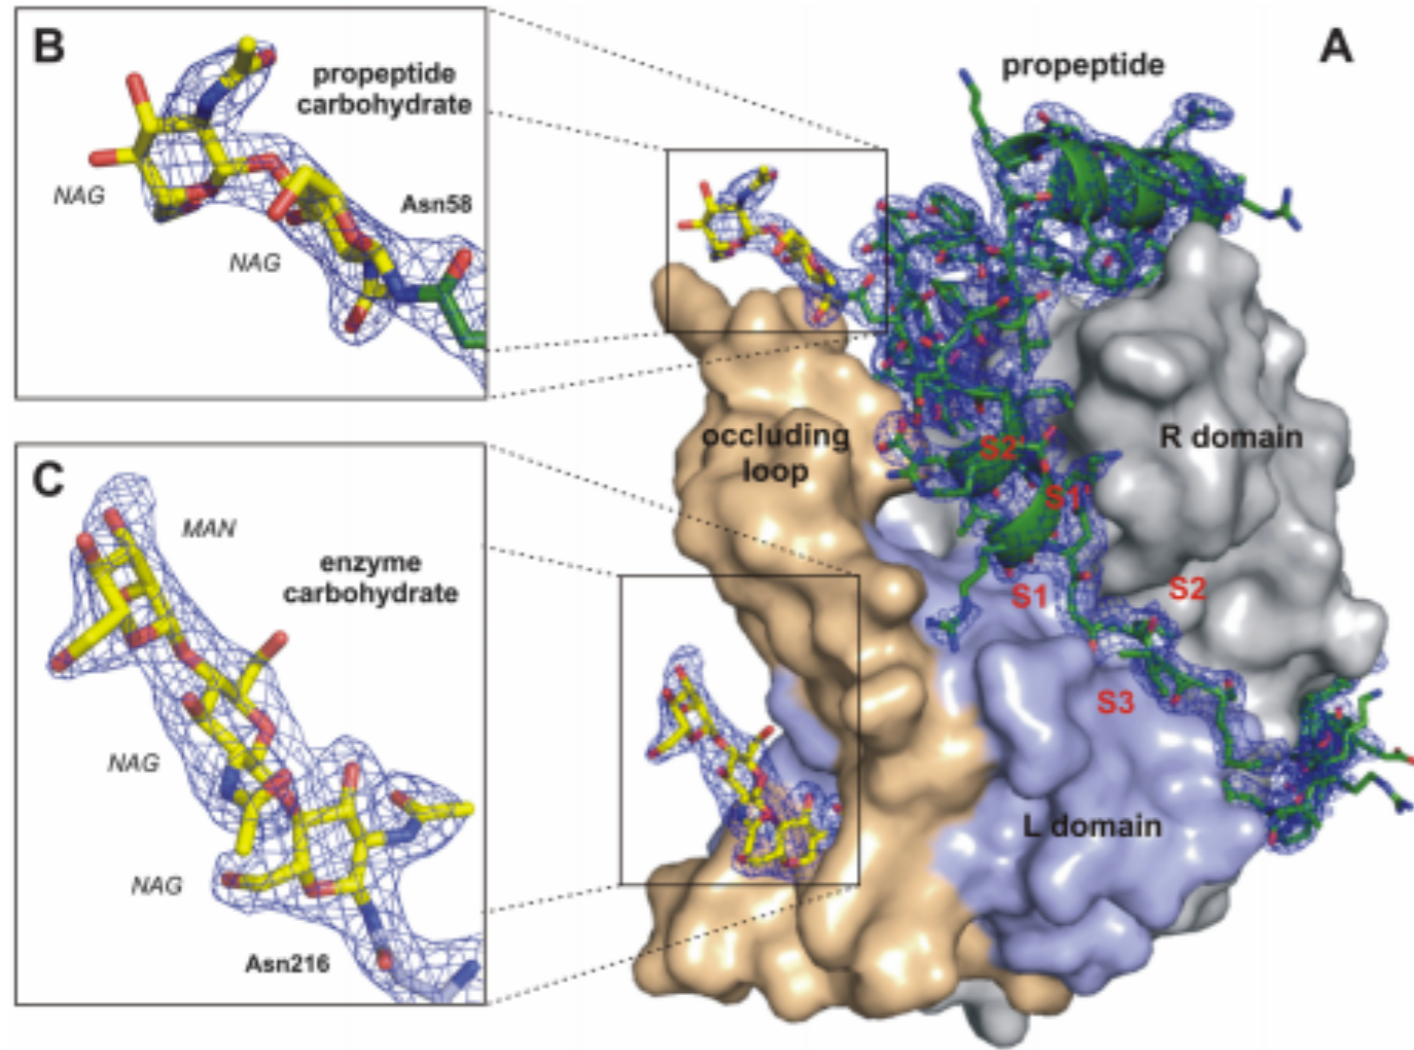 B
propeptide
carbohydrate
NAG
Asn58
NAG
A
propeptide
occluding
loop
R domain
S2'
S1'
S1
S2
S3
L domain
C
MAN
enzyme
carbohydrate
NAG
NAG
Asn216